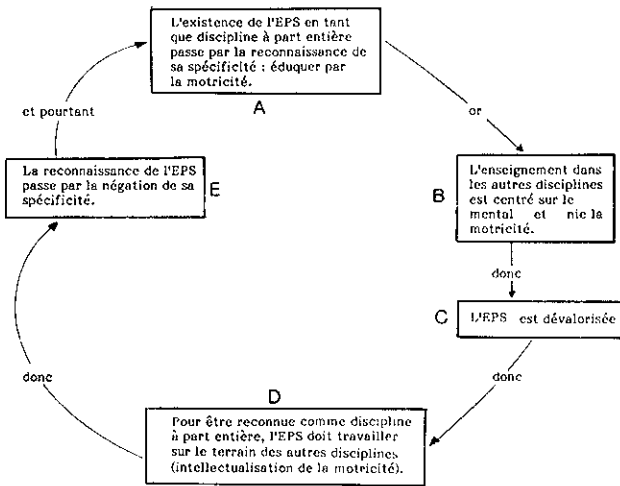 L'existence de l'EPS en tant
que discipline à part entière
passe par la reconnaissance de
sa spécificité : éduquer par
la motricité.
A
or
L'enseignement dans
les autres disciplines
est centré sur le
mental et nie la
motricité.
B
donc
C
L'EPS est dévalorisée
donc
D
Pour être reconnue comme discipline
à part entière, l'EPS doit travailler
sur le terrain des autres disciplines
(intellectualisation de la motricité).
donc
La reconnaissance de l'EPS
passe par la négation de sa
spécificité.
E
et pourtant